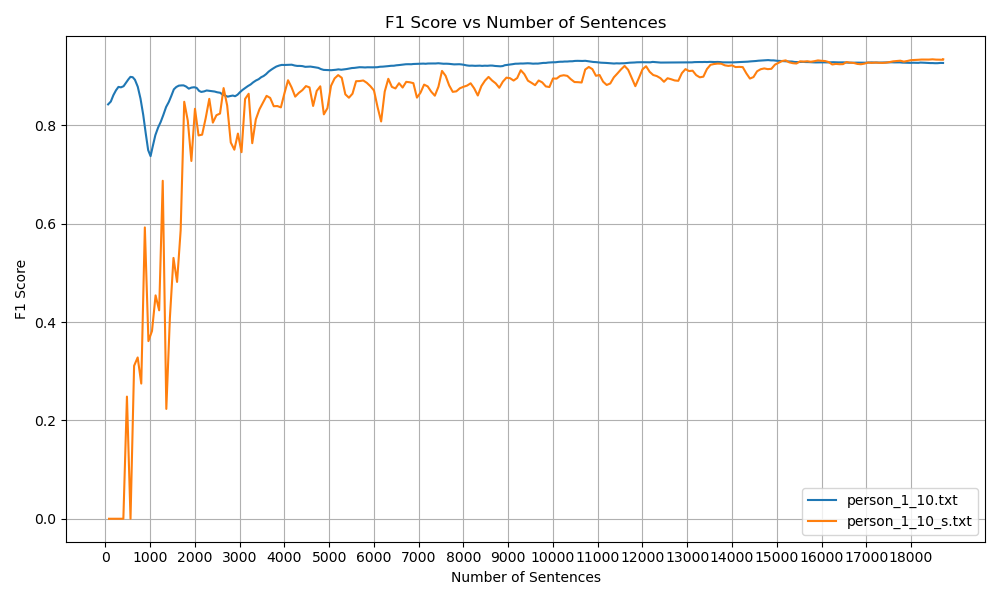 F1 Score vs Number of Sentences
F1 Score
0.8
0.6
0.4
0.2
0.0
person_1_10.txt
person_1_10_s.txt
0 1000 2000 3000 4000 5000 6000 7000 8000 9000 10000 11000 12000 13000 14000 15000 16000 17000 18000
Number of Sentences